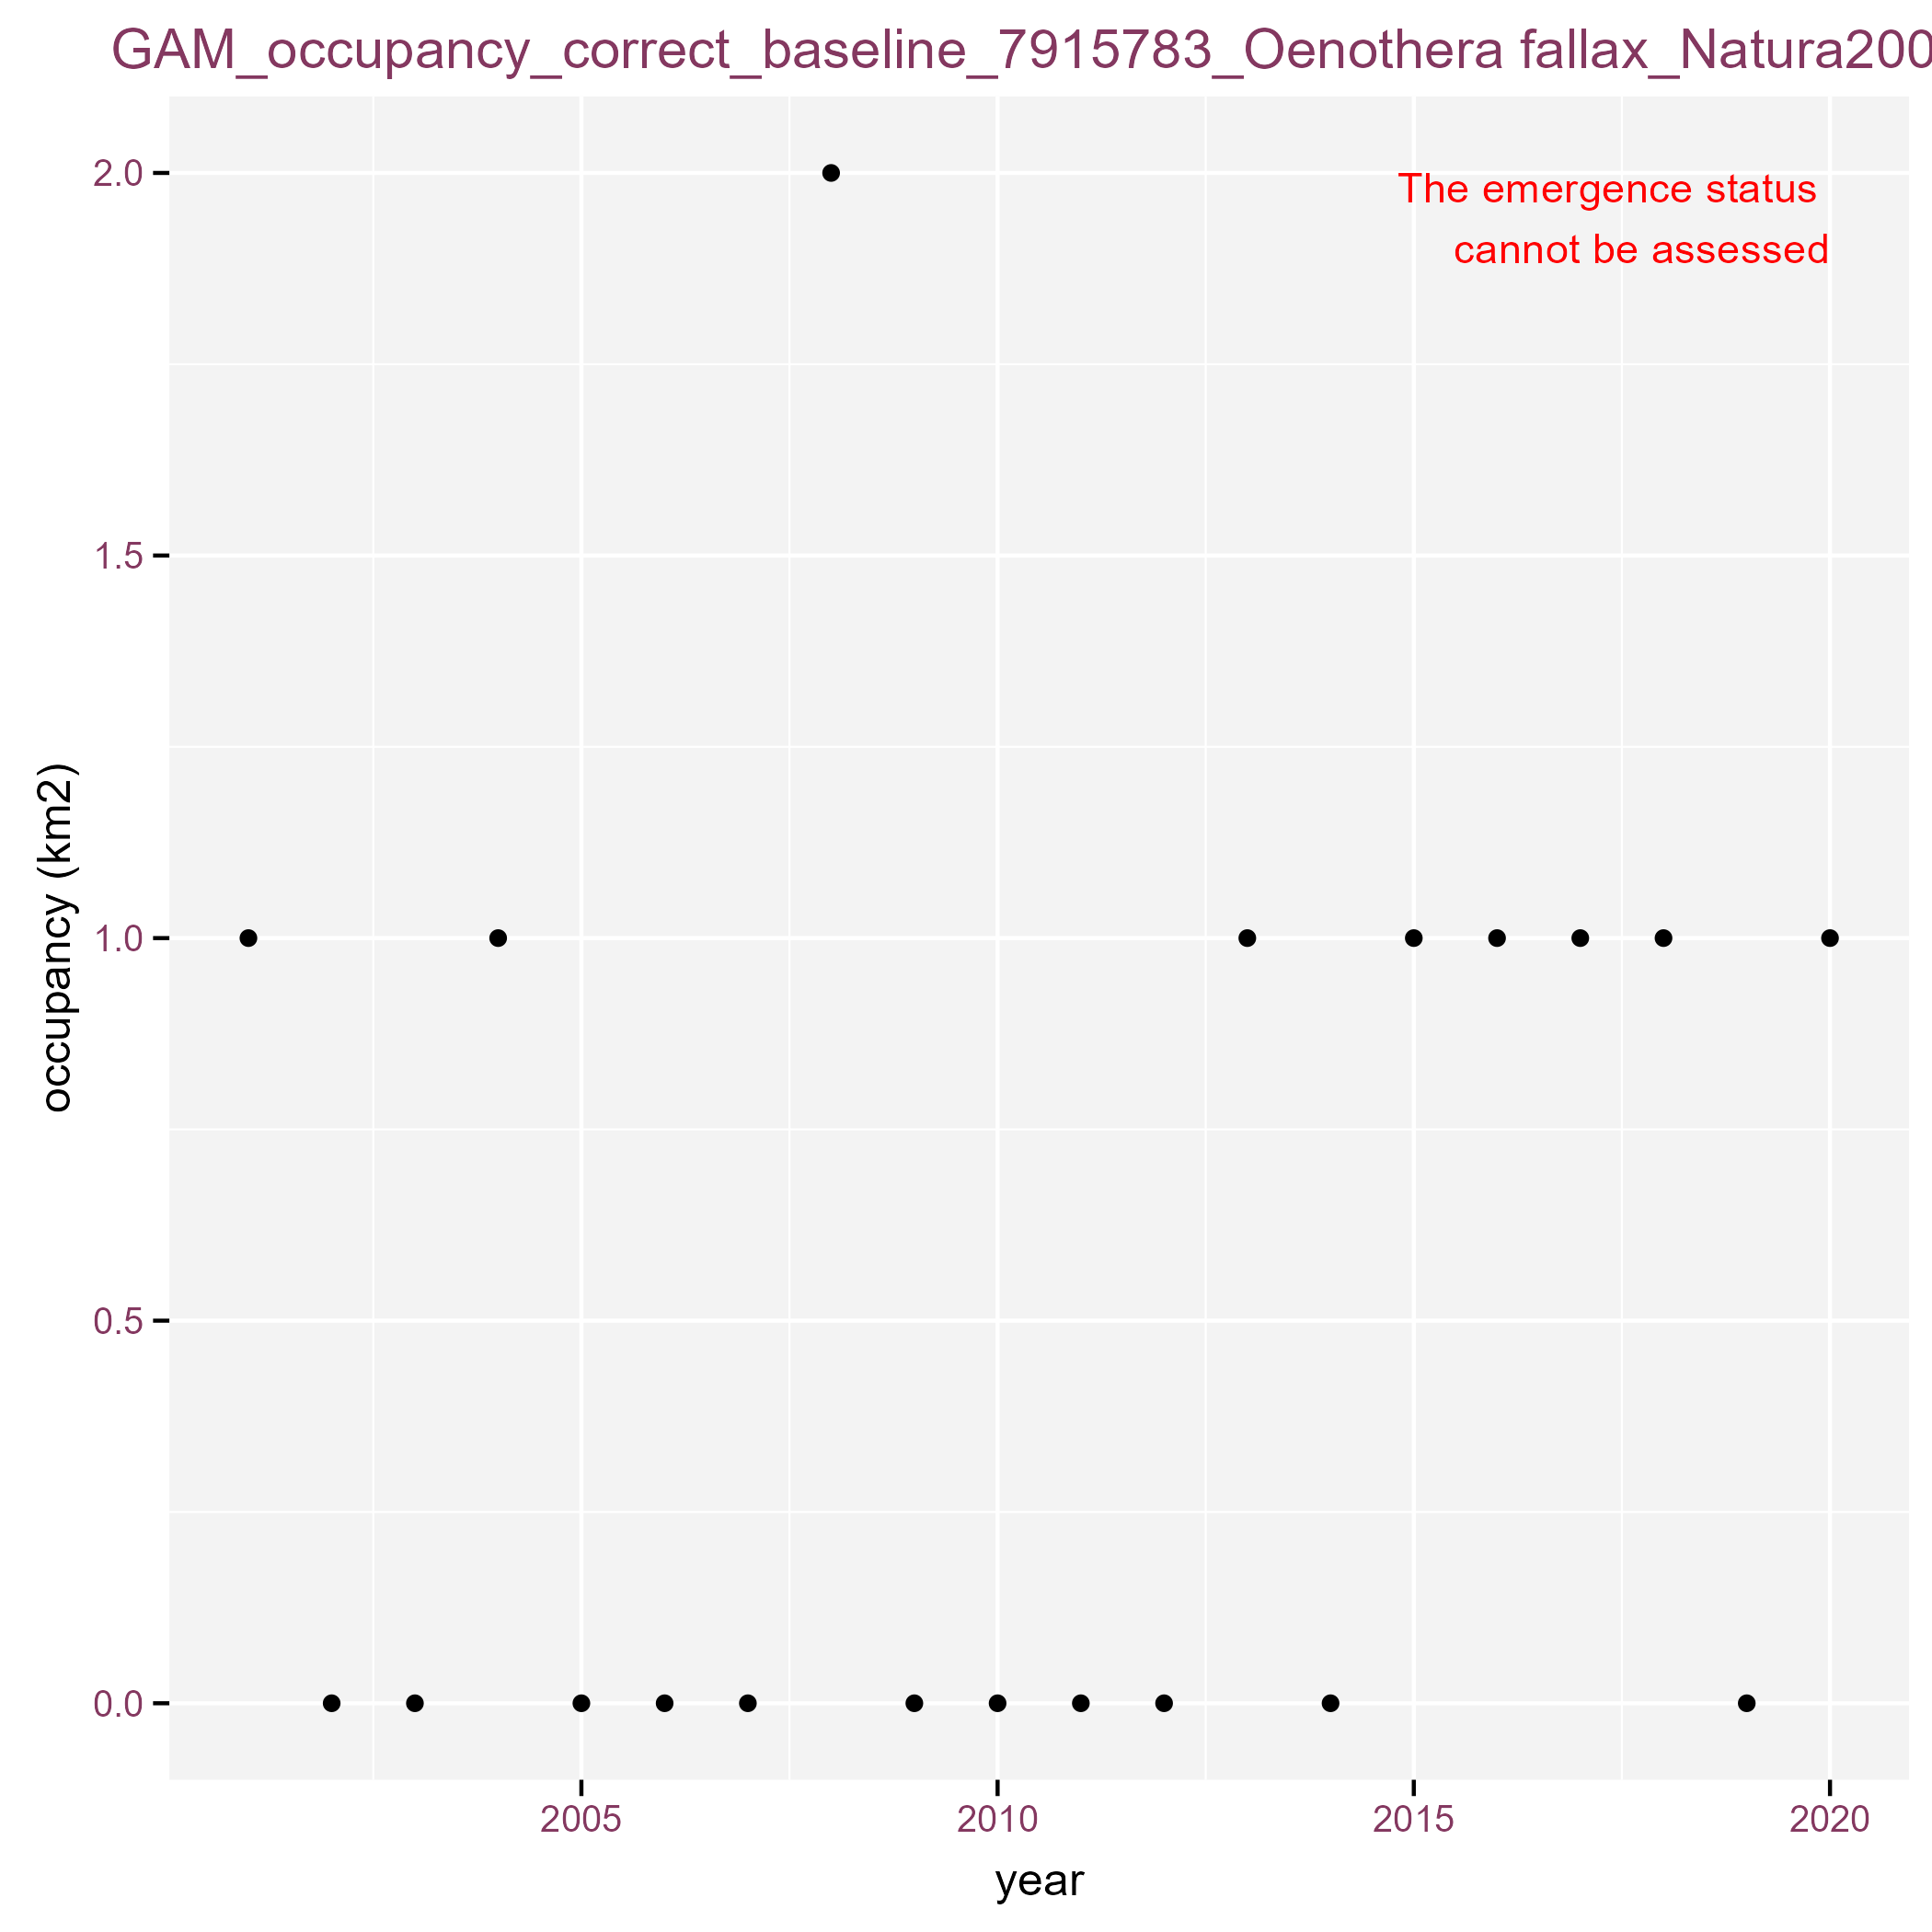 GAM_occupancy_correct_baseline_7915783_Oenothera fallax_Natura200
The emergence status
cannot be assessed
2.0
1.5
1.0
0.5
0.0
occupancy (km2)
2005
2010
2015
2020
year